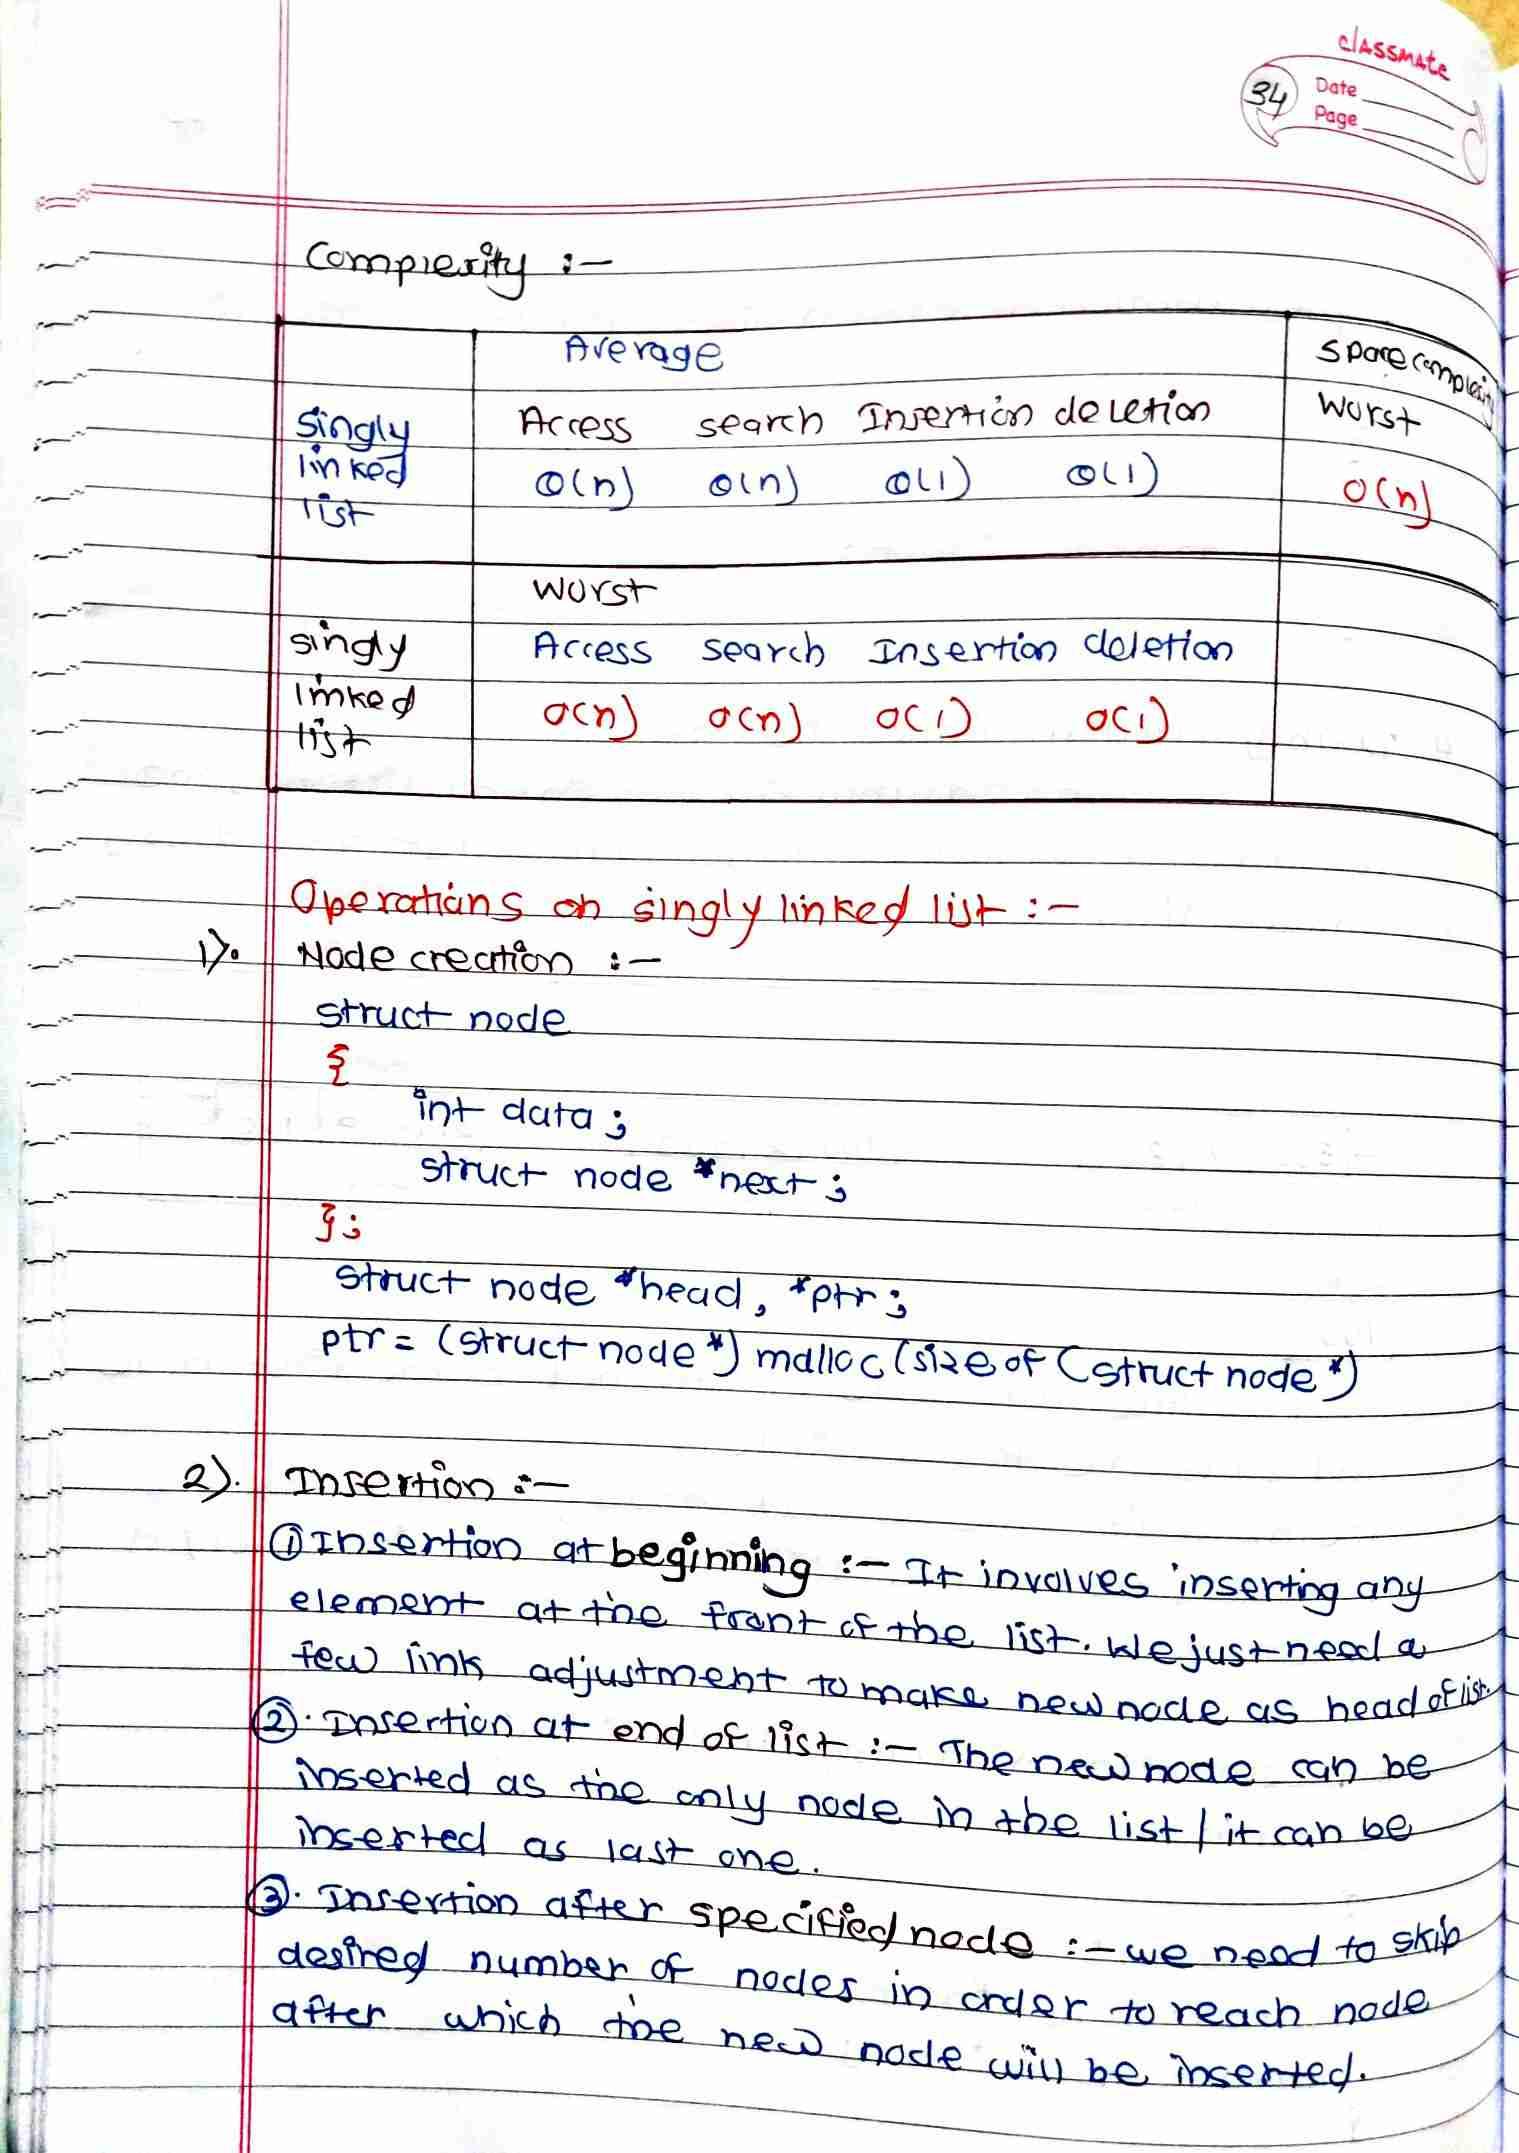 classmate
34
Date
Page
Complexity :-
Average
Space complexity
Singly linked list
Access search Insertion deletion
Worst
Θ(n) Θ(n) Θ(1) Θ(1)
O(n)
Worst
singly linked list
Access search Insertion deletion
O(n) O(n) O(1) O(1)
Operations on singly linked list :-
1). Node creation :-
struct node
{
int data ;
struct node *next ;
} ;
struct node *head , *ptr ;
ptr = (struct node *) malloc (size of (struct node *)
2). Insertion :-
① Insertion at beginning :- It involves inserting any
element at the front of the list. We just need a
few link adjustment to make new node as head of list.
②. Insertion at end of list :- The new node can be
inserted as the only node in the list / it can be
inserted as last one.
③. Insertion after specified node :- we need to skip
desired number of nodes in order to reach node
after which the new node will be inserted.